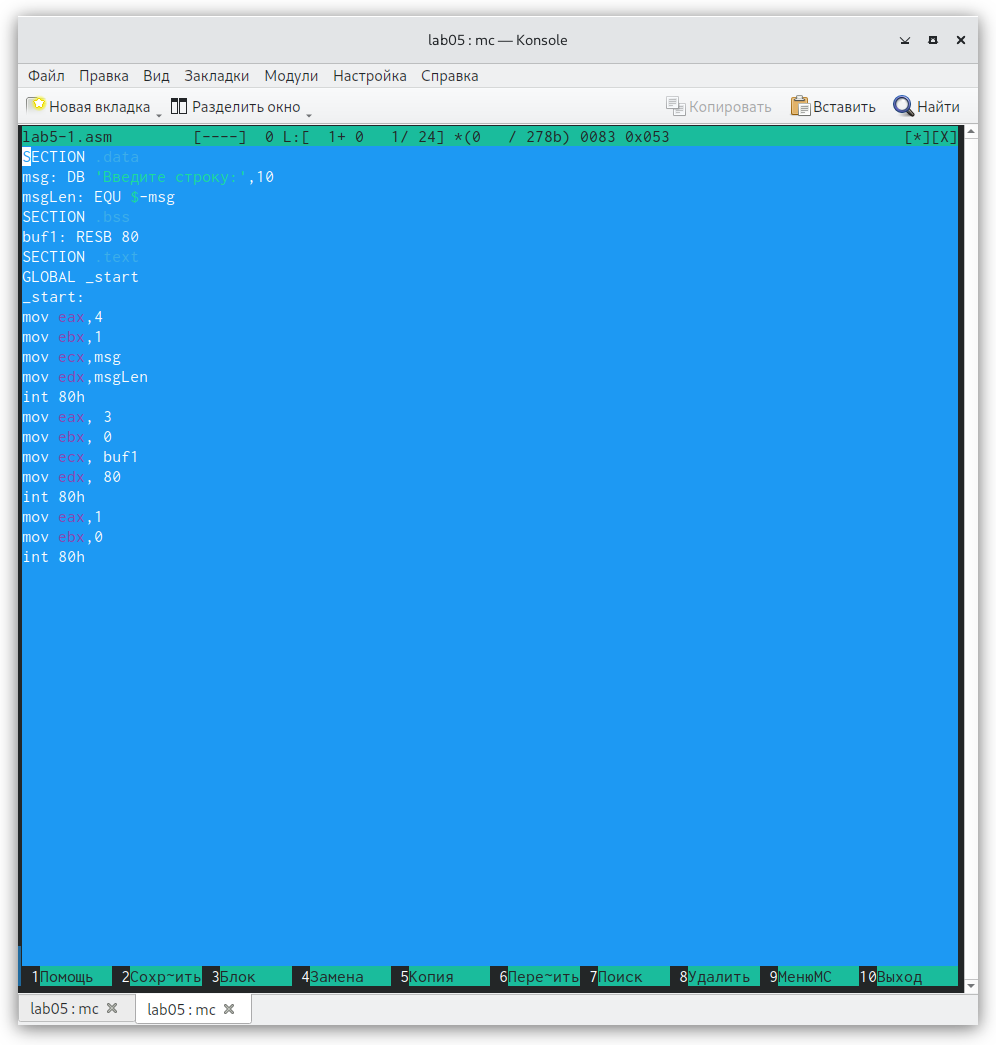 lab05 : mc — Konsole
Файл Правка Вид Закладки Модули Настройка Справка
Новая вкладка Разделить окно Копировать Вставить Найти
lab5-1.asm [----] 0 L:[ 1+ 0 1/ 24] *(0 / 278b) 0083 0x053 [*][X]
SECTION .data
msg: DB 'Введите строку:',10
msgLen: EQU $-msg
SECTION .bss
buf1: RESB 80
SECTION .text
GLOBAL _start
_start:
mov eax,4
mov ebx,1
mov ecx,msg
mov edx,msgLen
int 80h
mov eax, 3
mov ebx, 0
mov ecx, buf1
mov edx, 80
int 80h
mov eax,1
mov ebx,0
int 80h
1Помощь 2Сохр~ить 3Блок 4Замена 5Копия 6Пере~ить 7Поиск 8Удалить 9МенюMC 10Выход
lab05 : mc lab05 : mc